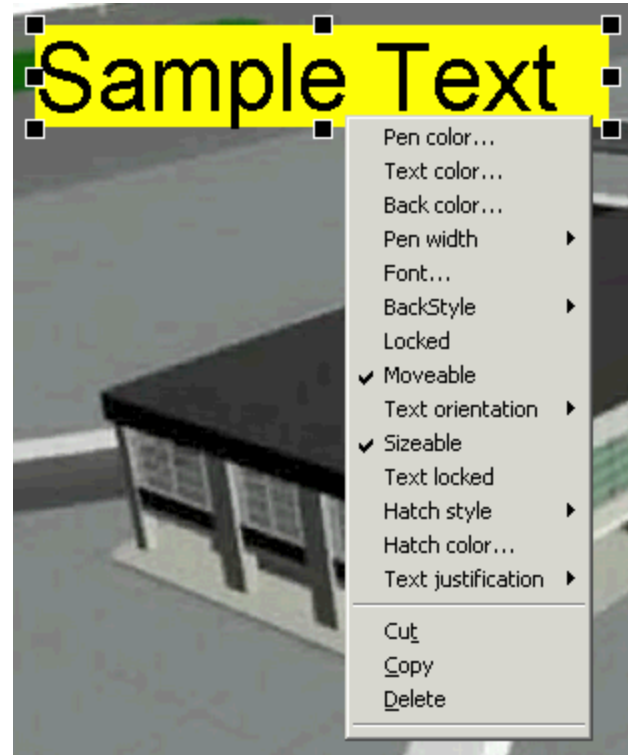 Sample Text
Pen color...
Text color...
Back color...
Pen width
Font...
BackStyle
Locked
Moveable
Text orientation
Sizeable
Text locked
Hatch style
Hatch color...
Text justification
Cut
Copy
Delete